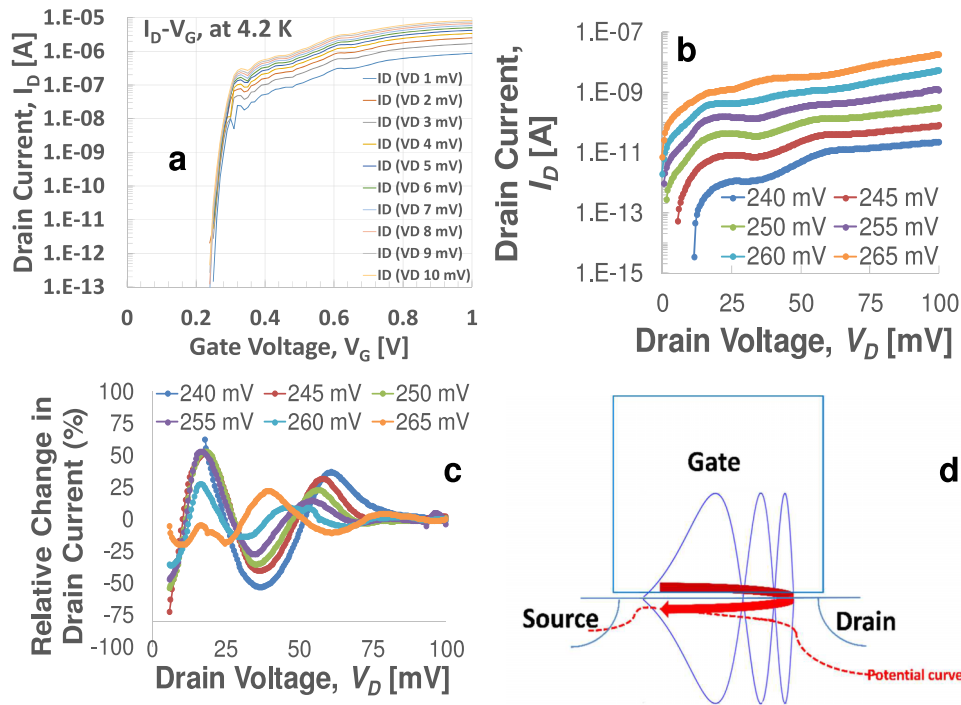 I_D-V_G, at 4.2 K
Drain Current, I_D [A]
1.E-05
1.E-06
1.E-07
1.E-08
1.E-09
1.E-10
1.E-11
1.E-12
1.E-13
a
ID (VD 1 mV)
ID (VD 2 mV)
ID (VD 3 mV)
ID (VD 4 mV)
ID (VD 5 mV)
ID (VD 6 mV)
ID (VD 7 mV)
ID (VD 8 mV)
ID (VD 9 mV)
ID (VD 10 mV)
0 0.2 0.4 0.6 0.8 1
Gate Voltage, V_G [V]
b
Drain Current,
I_D [A]
1.E-07
1.E-09
1.E-11
1.E-13
1.E-15
240 mV 245 mV
250 mV 255 mV
260 mV 265 mV
0 25 50 75 100
Drain Voltage, V_D [mV]
c
Relative Change in
Drain Current (%)
100
75
50
25
0
-25
-50
-75
-100
240 mV 245 mV 250 mV
255 mV 260 mV 265 mV
0 25 50 75 100
Drain Voltage, V_D [mV]
d
Gate
Source
Drain
Potential curve